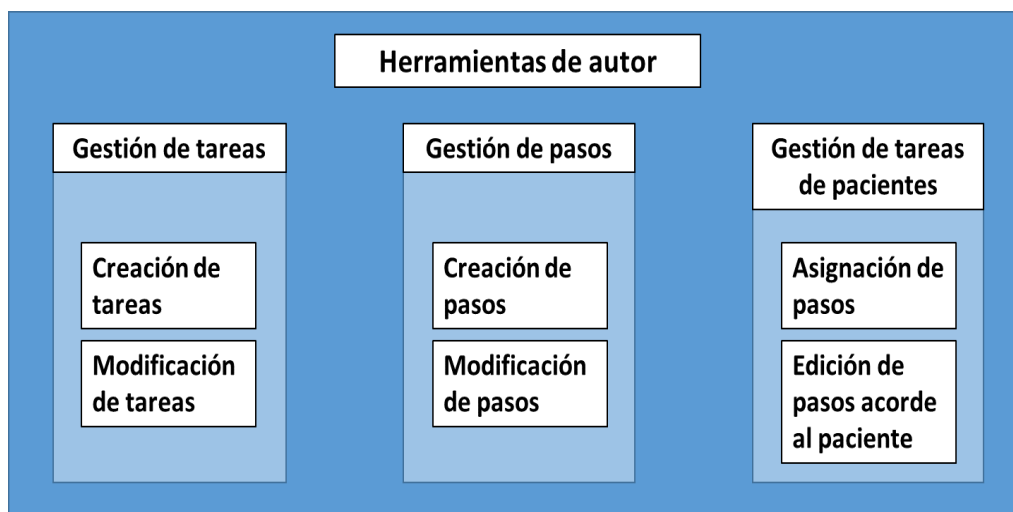 Herramientas de autor
Gestión de tareas
Creación de
tareas
Modificación
de tareas
Gestión de pasos
Creación de
pasos
Modificación
de pasos
Gestión de tareas
de pacientes
Asignación de
pasos
Edición de
pasos acorde
al paciente